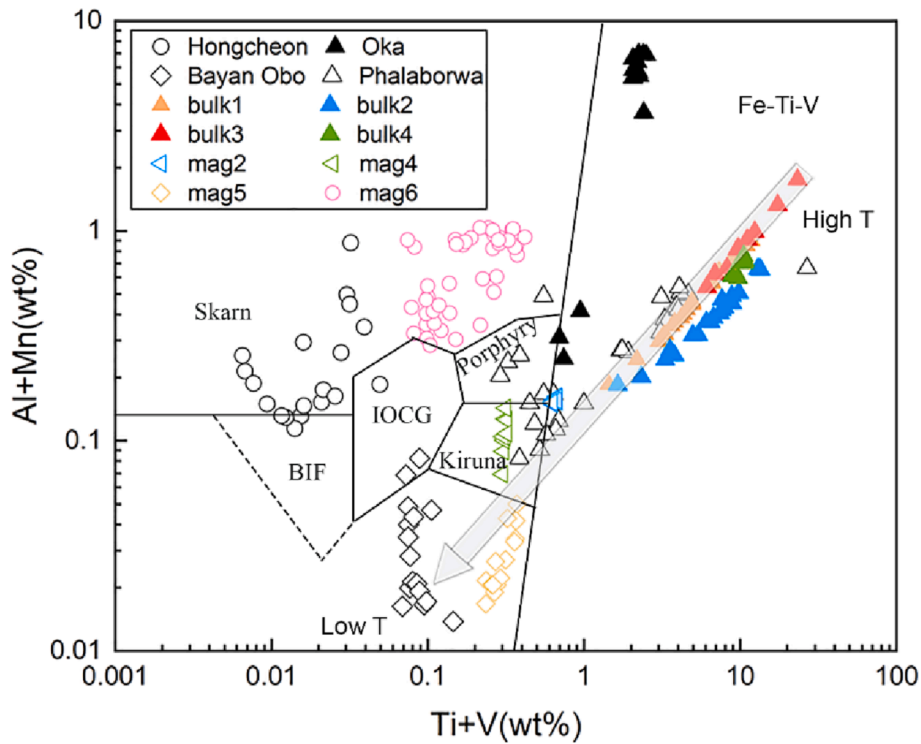 10
1
0.1
0.01
Al+Mn(wt%)
Hongcheon Oka
Bayan Obo Phalaborwa
bulk1 bulk2
bulk3 bulk4
mag2 mag4
mag5 mag6
Fe-Ti-V
High T
Skarn
Porphyry
IOCG
BIF
Kiruna
Low T
0.001 0.01 0.1 1 10 100
Ti+V(wt%)